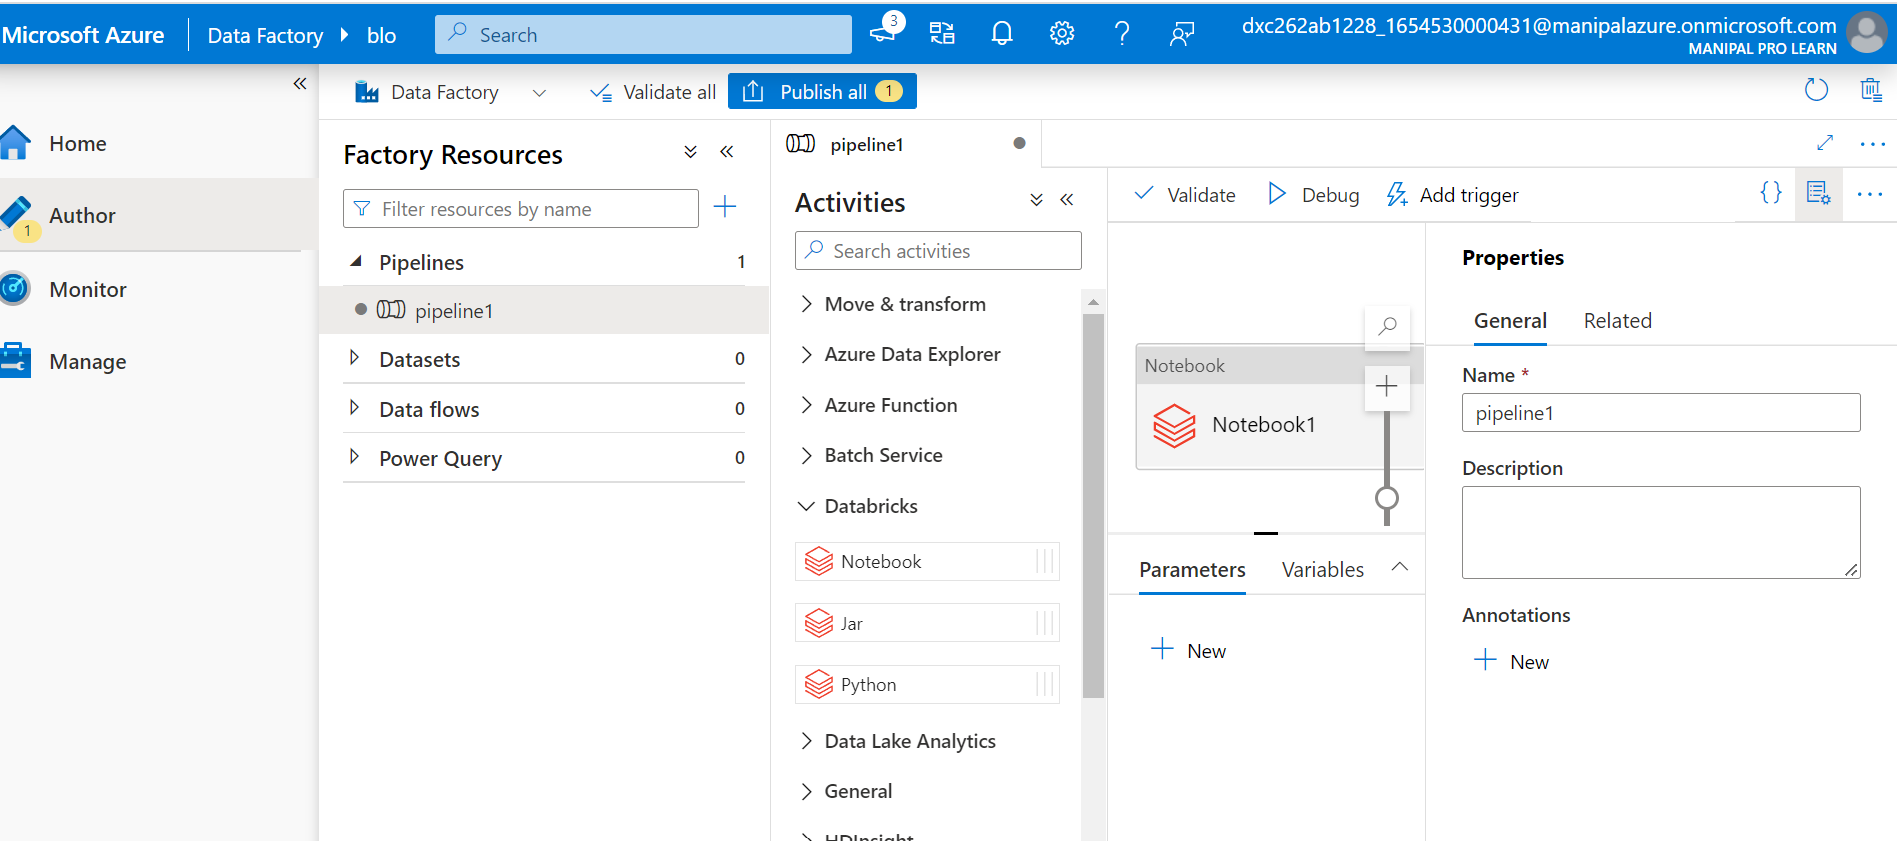 Microsoft Azure
Data Factory
blo
Search
3
dxc262ab1228_1654530000431@manipalazure.onmicrosoft.com
MANIPAL PRO LEARN
Home
Author
1
Monitor
Manage
Data Factory
Validate all
Publish all
1
Factory Resources
Filter resources by name
Pipelines 1
pipeline1
Datasets 0
Data flows 0
Power Query 0
pipeline1
Activities
Search activities
Move & transform
Azure Data Explorer
Azure Function
Batch Service
Databricks
Notebook
Jar
Python
Data Lake Analytics
General
HDInsight
Validate
Debug
Add trigger
{}
Notebook
Notebook1
Parameters
Variables
New
Properties
General
Related
Name *
pipeline1
Description
Annotations
New